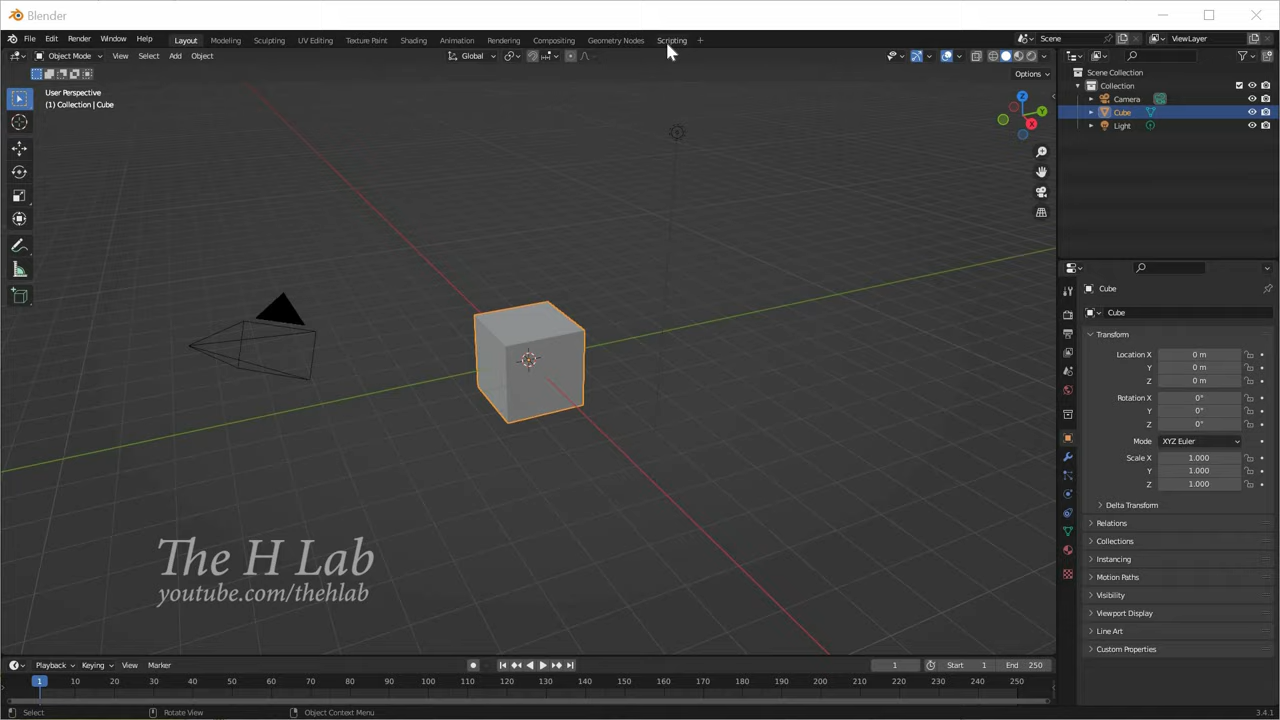 Blender
File Edit Render Window Help Layout Modeling Sculpting UV Editing Texture Paint Shading Animation Rendering Compositing Geometry Nodes Scripting + Scene ViewLayer
Object Mode View Select Add Object Global
Options
User Perspective
(1) Collection | Cube
Z
Y
X
Scene Collection
Collection
Camera
Cube
Light
Cube
Cube
Transform
Location X 0 m
Y 0 m
Z 0 m
Rotation X 0°
Y 0°
Z 0°
Mode XYZ Euler
Scale X 1.000
Y 1.000
Z 1.000
Delta Transform
Relations
Collections
Instancing
Motion Paths
Visibility
Viewport Display
Line Art
Custom Properties
The H Lab
youtube.com/thehlab
Playback Keying View Marker 1 Start 1 End 250
1 10 20 30 40 50 60 70 80 90 100 110 120 130 140 150 160 170 180 190 200 210 220 230 240 250
Select Rotate View Object Context Menu 3.4.1